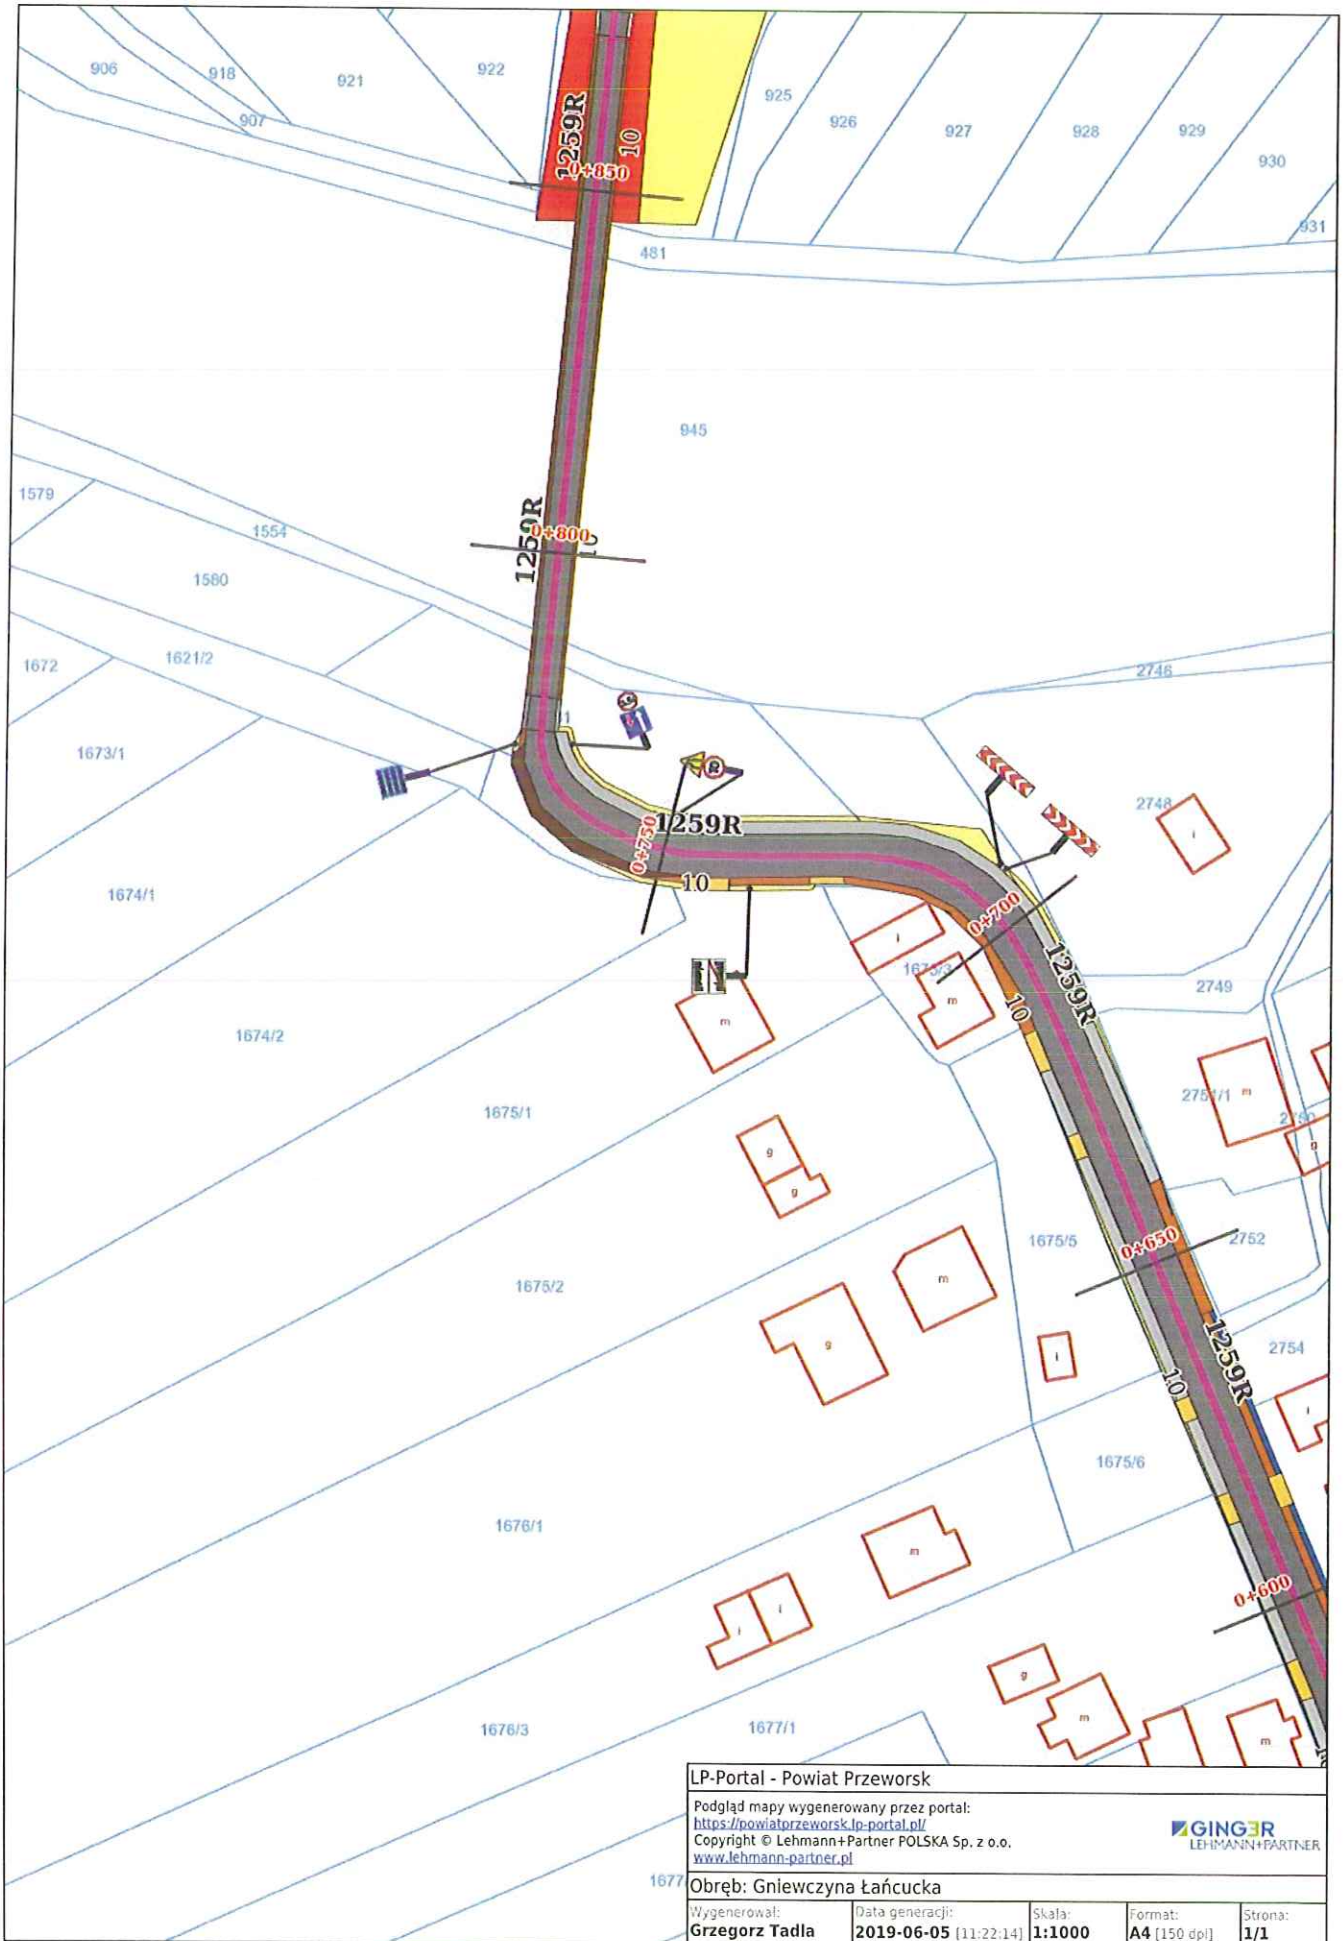 906
918
921
922
907
1259R
10
0+850
925
926
927
928
929
930
931
481
945
1579
1554
1580
1259R
0+800
10
1672
1621/2
2746
1673/1
1259R
0+750
10
2748
i
1674/1
0+700
i
1675/3
m
1259R
10
2749
1674/2
m
2751/1
m
2750
g
1675/1
g
g
1675/5
0+650
2752
1675/2
m
g
i
1259R
10
2754
i
1675/6
1676/1
m
i
i
0+600
g
m
m
1676/3
1677/1
1677
LP-Portal - Powiat Przeworsk
Podgląd mapy wygenerowany przez portal:
https://powiatprzeworsk.lp-portal.pl/
Copyright © Lehmann+Partner POLSKA Sp. z o.o.
www.lehmann-partner.pl
GINGER
LEHMANN+PARTNER
Obręb: Gniewczyna Łańcucka
Wygenerował: Data generacji: Skala: Format: Strona:
Grzegorz Tadla 2019-06-05 [11:22:14] 1:1000 A4 [150 dpi] 1/1